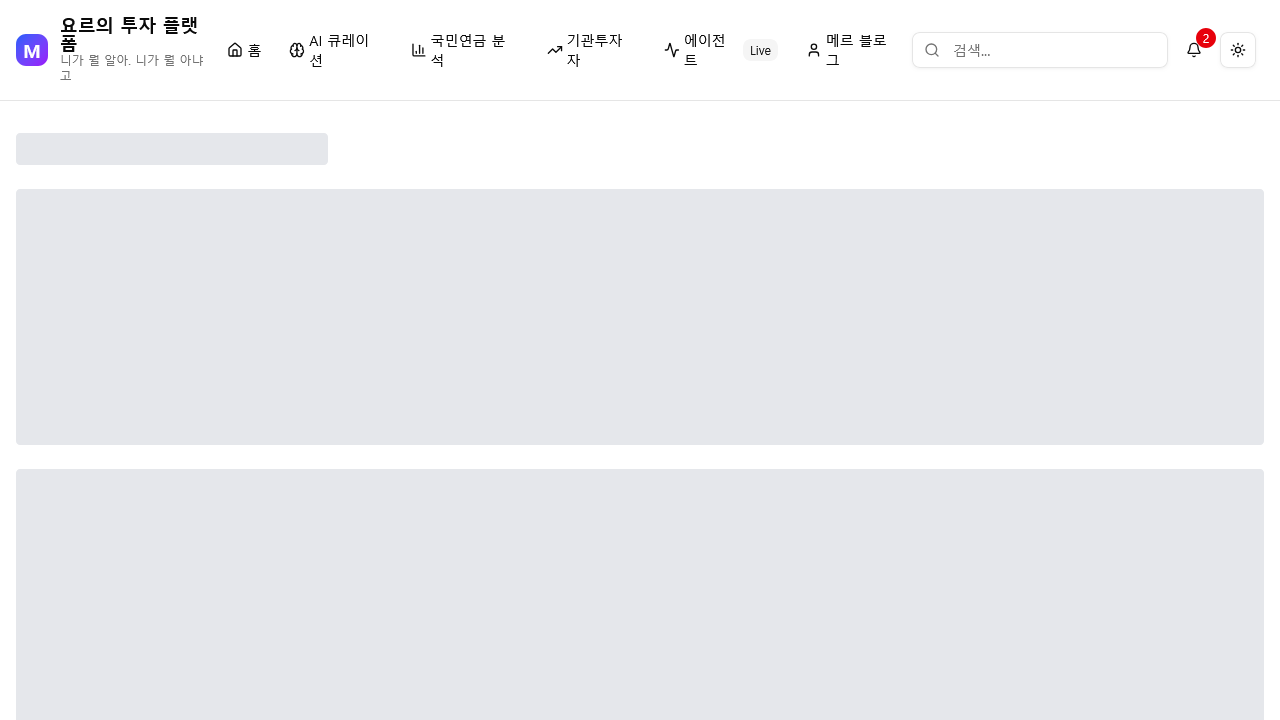 M
요르의 투자 플랫
폼
니가 뭘 알아. 니가 뭘 아냐
고
홈
AI 큐레이
션
국민연금 분
석
기관투자
자
에이전
트
Live
메르 블로
그
검색...
2